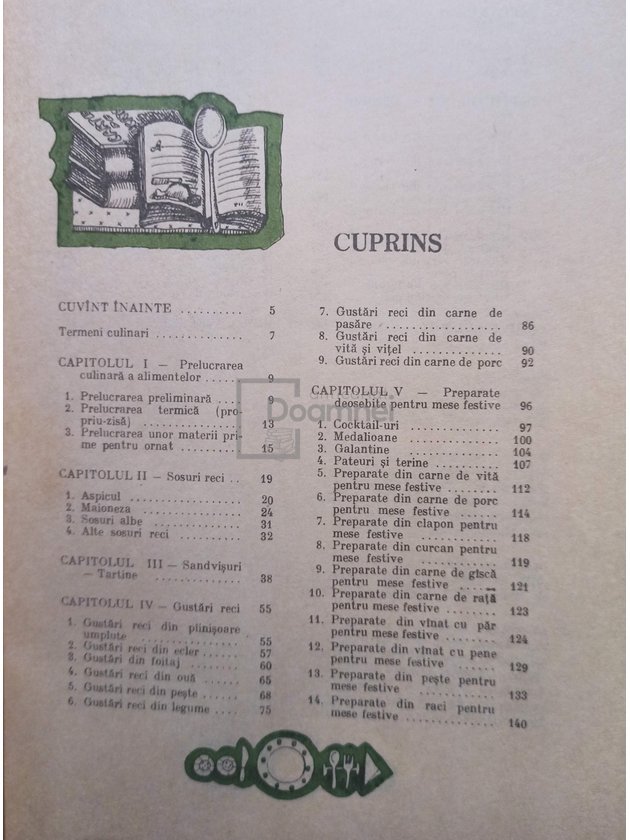 CUPRINS
CUVÎNT ÎNAINTE .......... 5
Termeni culinari ............ 7
CAPITOLUL I — Prelucrarea
culinară a alimentelor ..... 9
1. Prelucrarea preliminară .... 9
2. Prelucrarea termică (pro-
priu-zisă) .............. 13
3. Prelucrarea unor materii pri-
me pentru ornat .......... 15
CAPITOLUL II — Sosuri reci .. 19
1. Aspicul ................ 20
2. Maioneza .............. 24
3. Sosuri albe .............. 31
4. Alte sosuri reci .......... 32
CAPITOLUL III — Sandvișuri
— Tartine .............. 38
CAPITOLUL IV — Gustări reci 55
1. Gustări reci din plinișoare
umplute .............. 55
2. Gustări reci din ecler .... 57
3. Gustări din foitaj ........ 60
4. Gustări reci din ouă ...... 65
5. Gustări reci din pește .... 68
6. Gustări reci din legume .... 75
7. Gustări reci din carne de
pasăre .................. 86
8. Gustări reci din carne de
vită și vițel .............. 90
9. Gustări reci din carne de porc 92
CAPITOLUL V — Preparate
deosebite pentru mese festive 96
1. Cocktail-uri .............. 97
2. Medalioane .............. 100
3. Galantine ................ 104
4. Pateuri și terine .......... 107
5. Preparate din carne de vită
pentru mese festive ........ 112
6. Preparate din carne de porc
pentru mese festive ........ 114
7. Preparate din clapon pentru
mese festive .............. 118
8. Preparate din curcan pentru
mese festive .............. 119
9. Preparate din carne de gîscă
pentru mese festive ........ 121
10. Preparate din carne de rață
pentru mese festive ........ 123
11. Preparate din vînat cu păr
pentru mese festive ........ 124
12. Preparate din vînat cu pene
pentru mese festive ........ 129
13. Preparate din pește pentru
mese festive .............. 133
14. Preparate din raci pentru
mese festive .............. 140